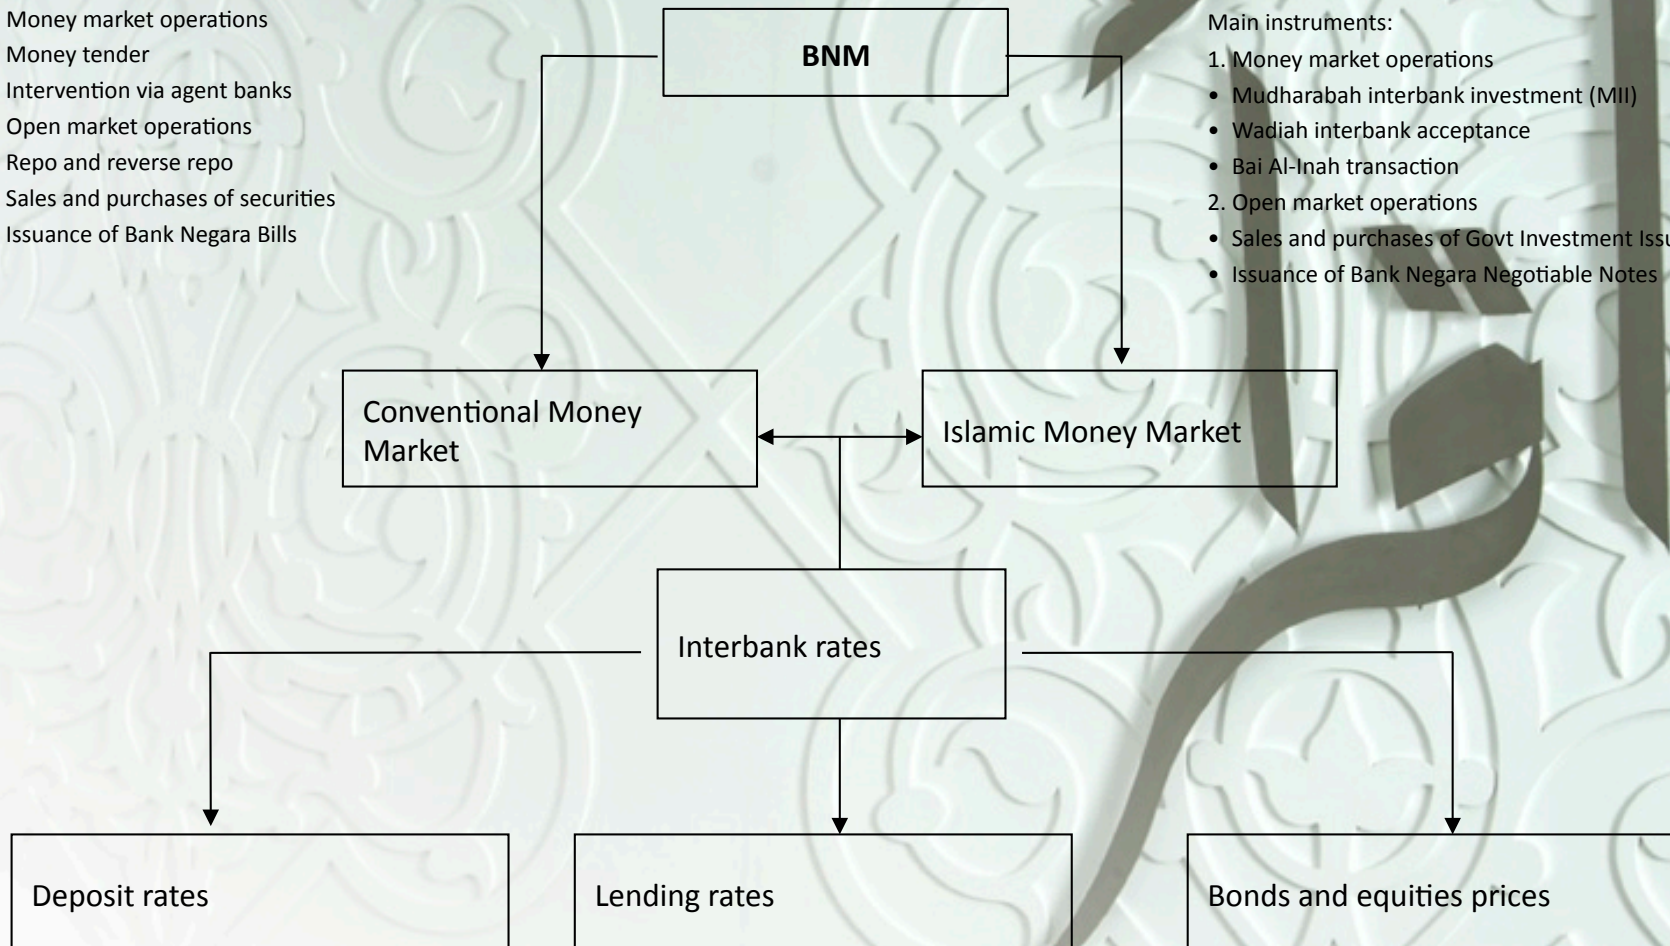 Money market operations
Money tender
Intervention via agent banks
Open market operations
Repo and reverse repo
Sales and purchases of securities
Issuance of Bank Negara Bills
BNM
Main instruments:
1. Money market operations
• Mudharabah interbank investment (MII)
• Wadiah interbank acceptance
• Bai Al-Inah transaction
2. Open market operations
• Sales and purchases of Govt Investment
• Issuance of Bank Negara Negotiable Notes
Conventional Money
Market
Islamic Money Market
Interbank rates
Deposit rates
Lending rates
Bonds and equities prices